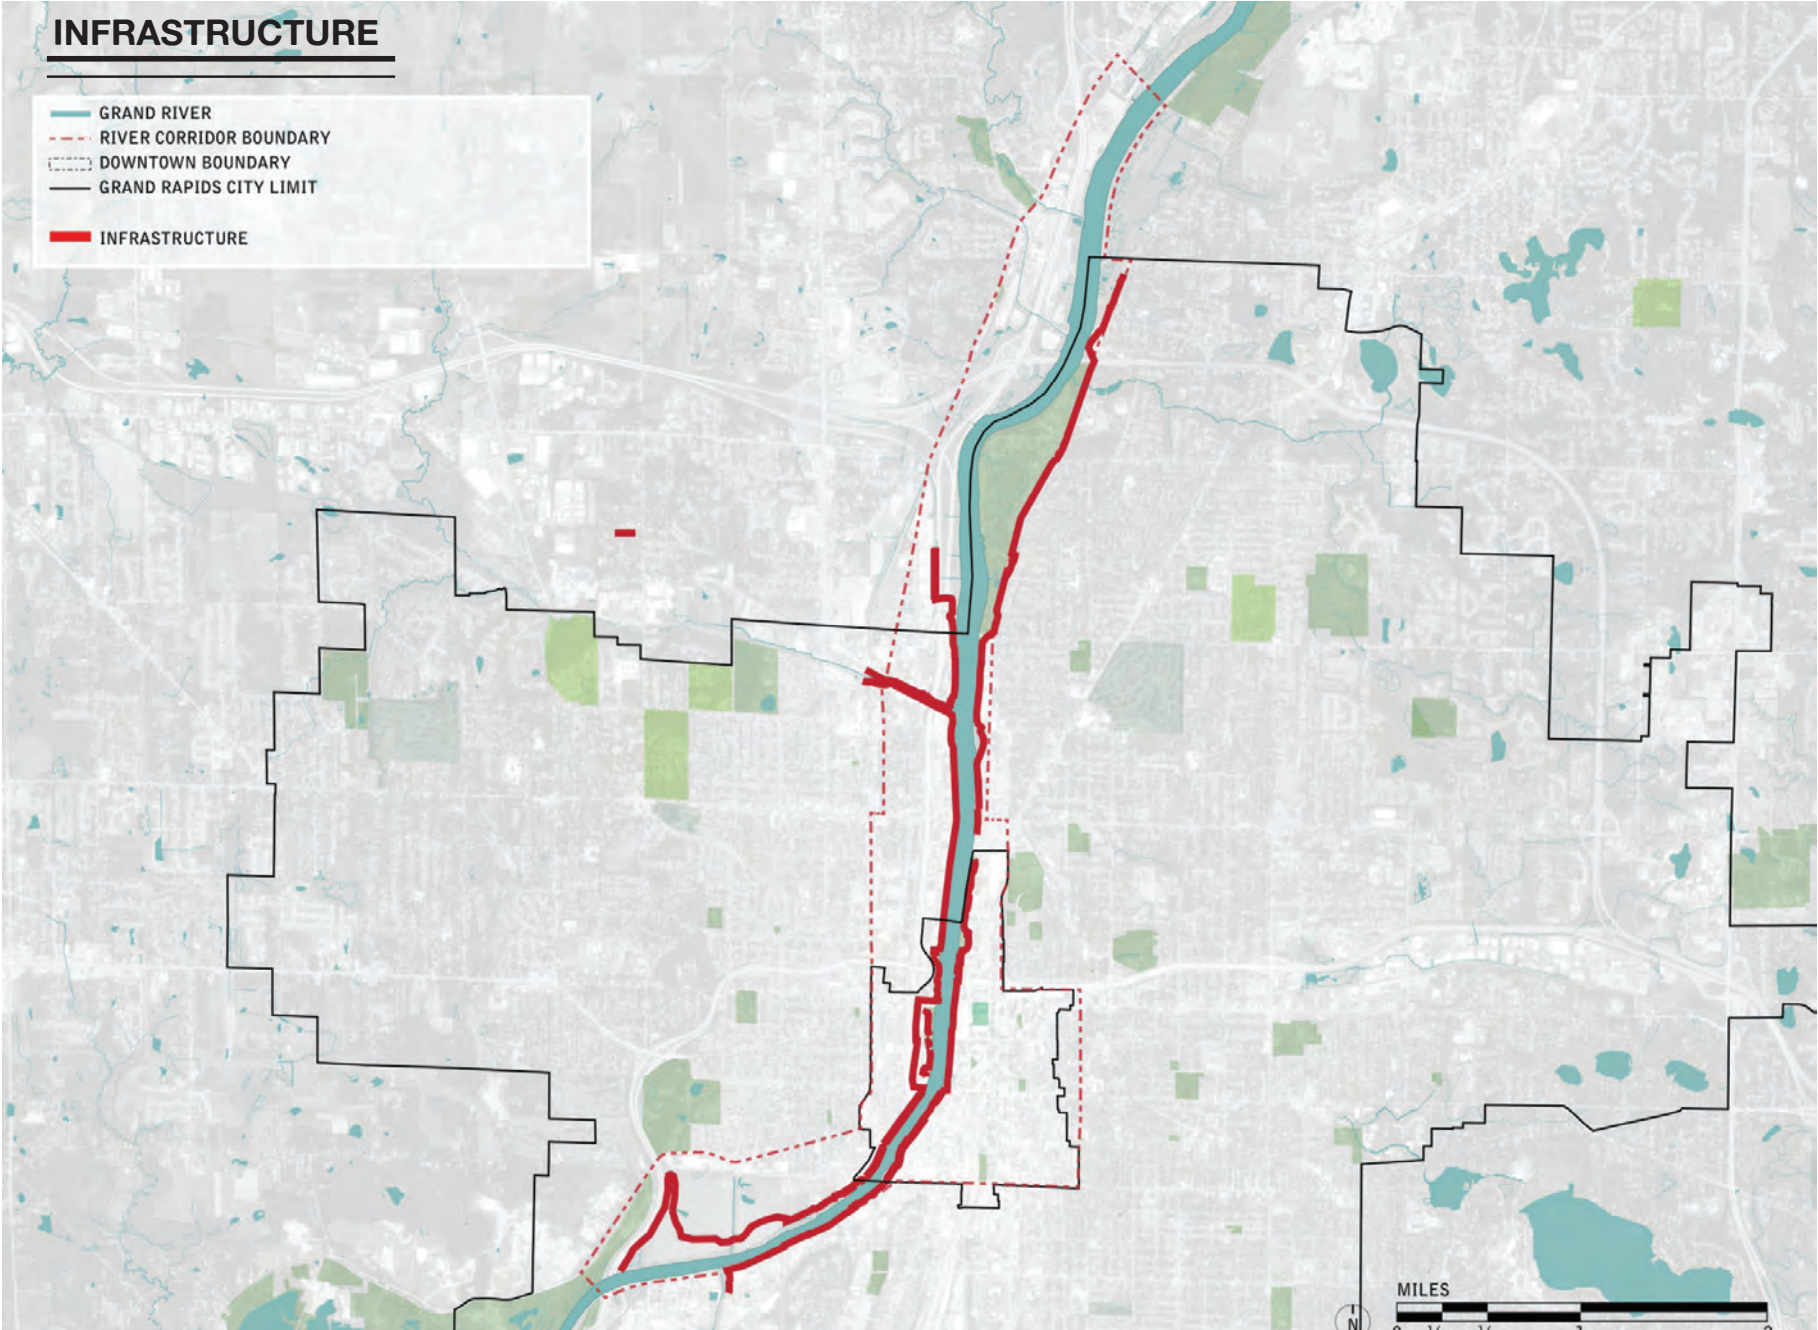 INFRASTRUCTURE
GRAND RIVER
RIVER CORRIDOR BOUNDARY
DOWNTOWN BOUNDARY
GRAND RAPIDS CITY LIMIT
INFRASTRUCTURE
MILES
N